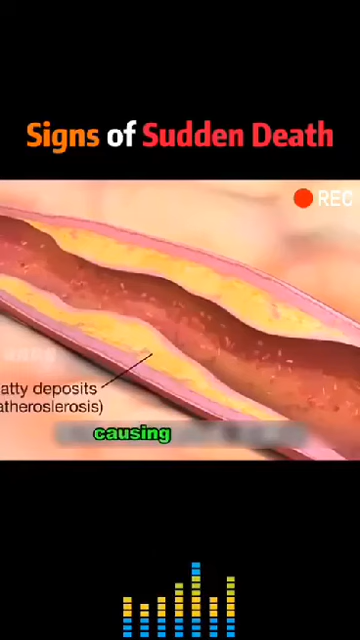 Signs of Sudden Death
REC
atty deposits
atherosclerosis)
causing